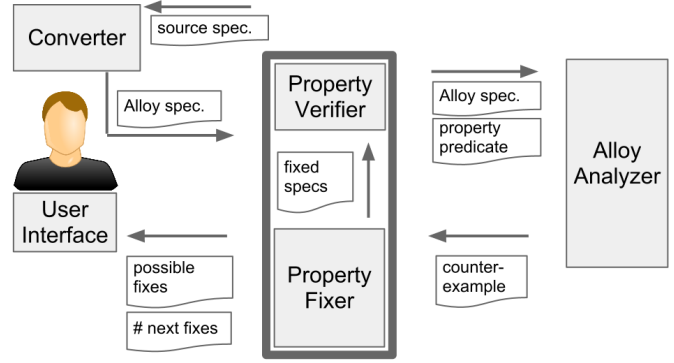 source spec.
Converter
Alloy spec.
Property
Verifier
Alloy spec.
property
predicate
Alloy
Analyzer
fixed
specs
User
Interface
possible
fixes
# next fixes
Property
Fixer
counter-
example